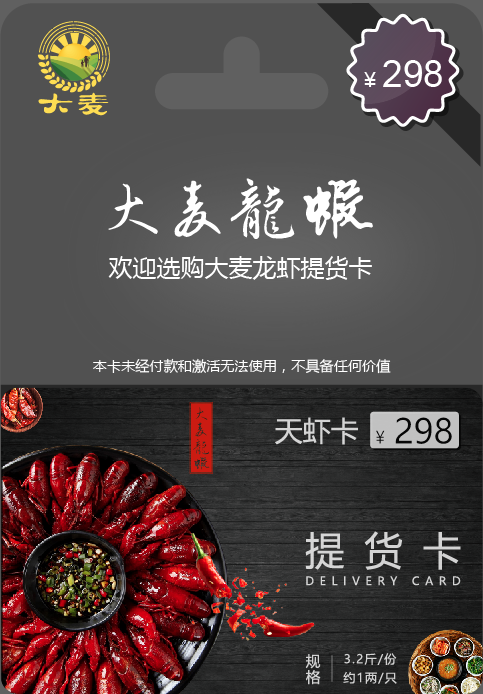 大麦
¥ 298
大麦龍蝦
欢迎选购大麦龙虾提货卡
本卡未经付款和激活无法使用，不具备任何价值
大麦龍蝦
天虾卡 ¥ 298
提货卡
DELIVERY CARD
规格
3.2斤/份
约1两/只